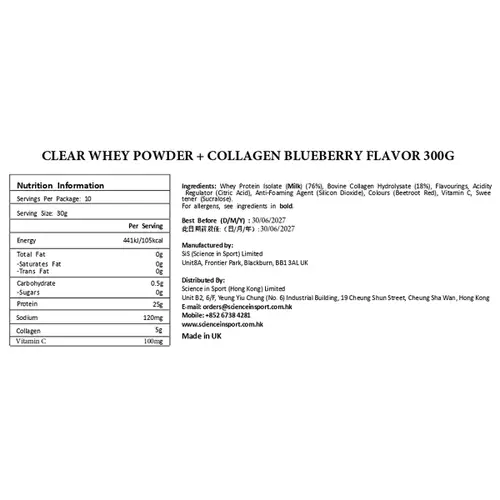 CLEAR WHEY POWDER + COLLAGEN BLUEBERRY FLAVOR 300G
Nutrition Information
Servings Per Package: 10
Serving Size: 30g
Per Serving
Energy 441kJ/105kcal
Total Fat 0g
-Saturates Fat 0g
-Trans Fat 0g
Carbohydrate 0.5g
-Sugars 0g
Protein 25g
Sodium 120mg
Collagen 5g
Vitamin C 100mg
Ingredients: Whey Protein Isolate (Milk) (76%), Bovine Collagen Hydrolysate (18%), Flavourings, Acidity
Regulator (Citric Acid), Anti-Foaming Agent (Silicon Dioxide), Colours (Beetroot Red), Vitamin C, Swee
tener (Sucralose).
For allergens, see ingredients in bold.
Best Before (D/M/Y) : 30/06/2027
此日期前最佳:（日/月/年）: 30/06/2027
Manufactured by:
SiS (Science in Sport) Limited
Unit8A, Frontier Park, Blackburn, BB1 3AL UK
Distributed By:
Science in Sport (Hong Kong) Limited
Unit B2, 6/F, Yeung Yiu Chung (No. 6) Industrial Building, 19 Cheung Shun Street, Cheung Sha Wan, Hong Kong
E-mail: orders@scienceinsport.com.hk
Mobile: +852 6738 4281
www.scienceinsport.com.hk
Made in UK